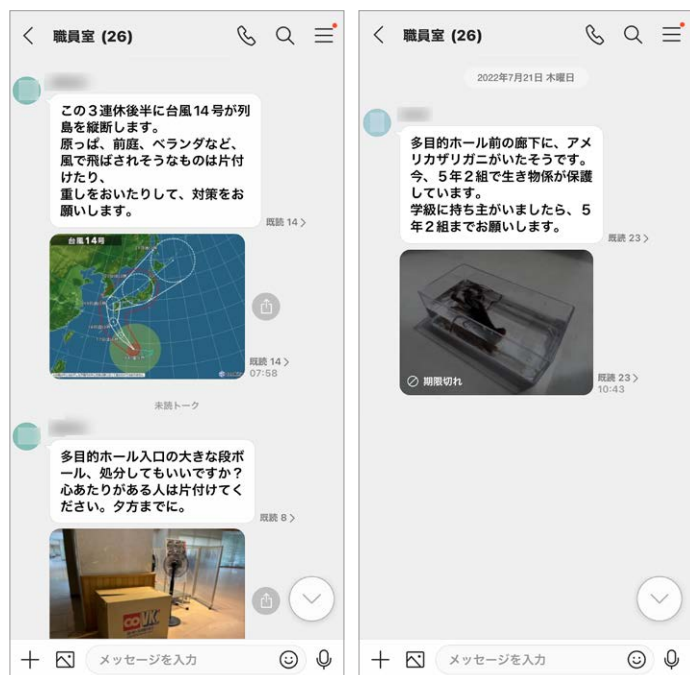 職員室 (26)
この3連休後半に台風14号が列
島を縦断します。
原っぱ、前庭、ベランダなど、
風で飛ばされそうなものは片付
けたり、
重しをおいたりして、対策をお
願いします。
既読 14
台風14号
既読 14
07:58
未読トーク
多目的ホール入口の大きな段ボ
ール、処分してもいいですか?
心あたりがある人は片付けてく
ださい。夕方までに。
既読 8
メッセージを入力
職員室 (26)
2022年7月21日 木曜日
多目的ホール前の廊下に、アメ
リカザリガニがいたそうです。
今、5年2組で生き物係が保護
しています。
学級に持ち主がいましたら、5
年2組までお願いします。
既読 23
期限切れ
既読 23
10:43
メッセージを入力